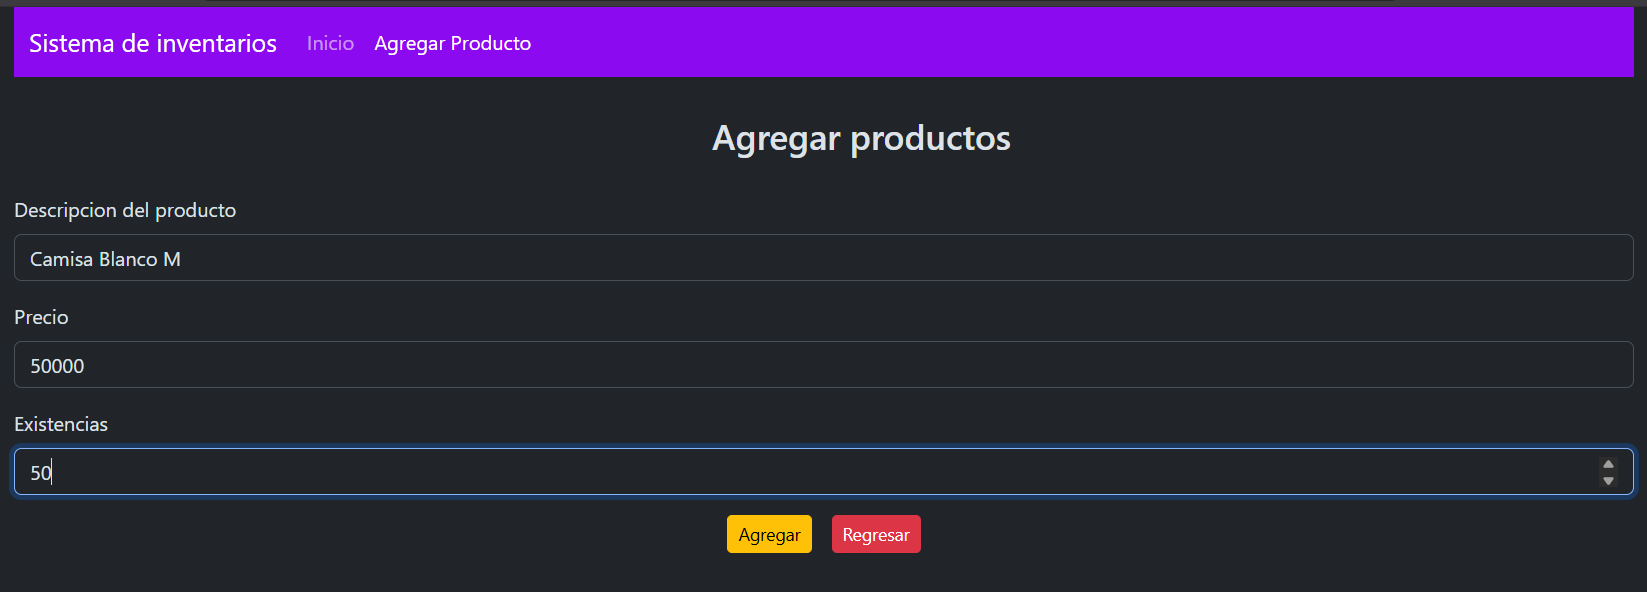 Sistema de inventarios Inicio Agregar Producto
Agregar productos
Descripcion del producto
Camisa Blanco M
Precio
50000
Existencias
50
Agregar Regresar